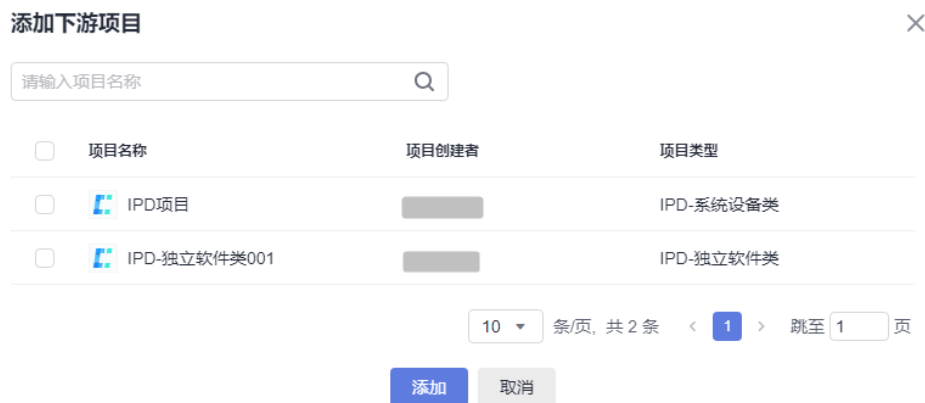 添加下游项目
请输入项目名称
项目名称 项目创建者 项目类型
IPD项目 IPD-系统设备类
IPD-独立软件类001 IPD-独立软件类
10 条/页, 共 2 条 < 1 > 跳至 1 页
添加 取消